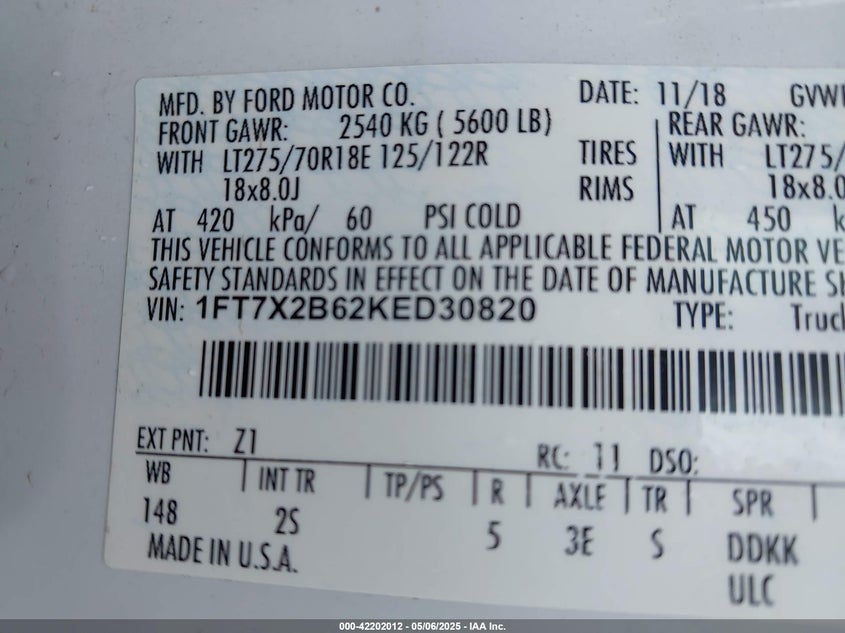 MFD. BY FORD MOTOR CO. DATE: 11/18 GVW
FRONT GAWR: 2540 KG ( 5600 LB) REAR GAWR:
WITH LT275/70R18E 125/122R TIRES WITH LT275/
18x8.0J RIMS 18x8.0
AT 420 kPa/ 60 PSI COLD AT 450 k
THIS VEHICLE CONFORMS TO ALL APPLICABLE FEDERAL MOTOR VE
SAFETY STANDARDS IN EFFECT ON THE DATE OF MANUFACTURE SH
VIN: 1FT7X2B62KED30820 TYPE: Truc
EXT PNT: Z1 RC: 11 DSO:
WB INT TR TP/PS R AXLE TR SPR
148 2S 5 3E S DDKK
MADE IN U.S.A. ULC
000-42202012 - 05/06/2025 - IAA Inc.